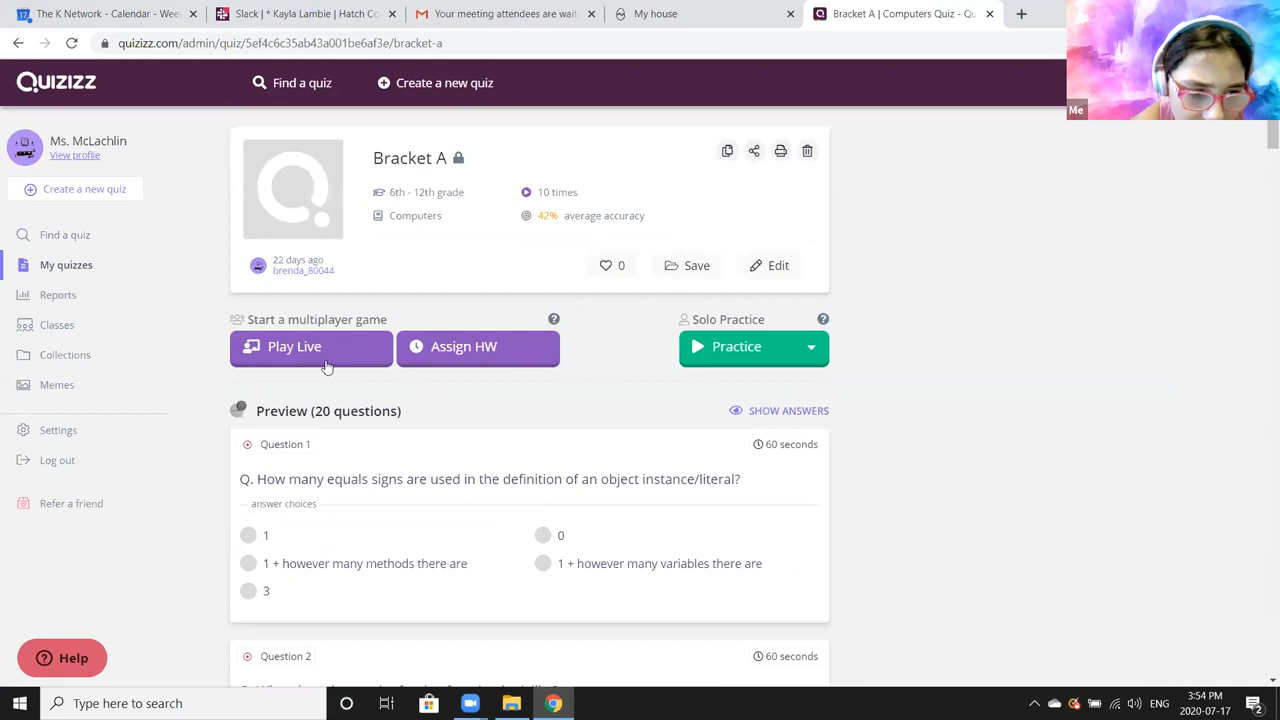 The K Network - Calendar - Wee
Slack | * Kayla Lambie | Hatch Co
Your meeting attendees are wait
My house
Bracket A | Computers Quiz - Qu
quizizz.com/admin/quiz/5ef4c6c35ab43a001be6af3e/bracket-a
Quizizz
Find a quiz
Create a new quiz
Me
Ms. McLachlin
View profile
Create a new quiz
Find a quiz
My quizzes
Reports
Classes
Collections
Memes
Settings
Log out
Refer a friend
Help
Bracket A
6th - 12th grade
10 times
Computers
42% average accuracy
22 days ago
brenda_80044
0
Save
Edit
Start a multiplayer game
Solo Practice
Play Live
Assign HW
Practice
Preview (20 questions)
SHOW ANSWERS
Question 1
60 seconds
Q. How many equals signs are used in the definition of an object instance/literal?
answer choices
1
0
1 + however many methods there are
1 + however many variables there are
3
Question 2
60 seconds
Type here to search
ENG
3:54 PM
2020-07-17
2